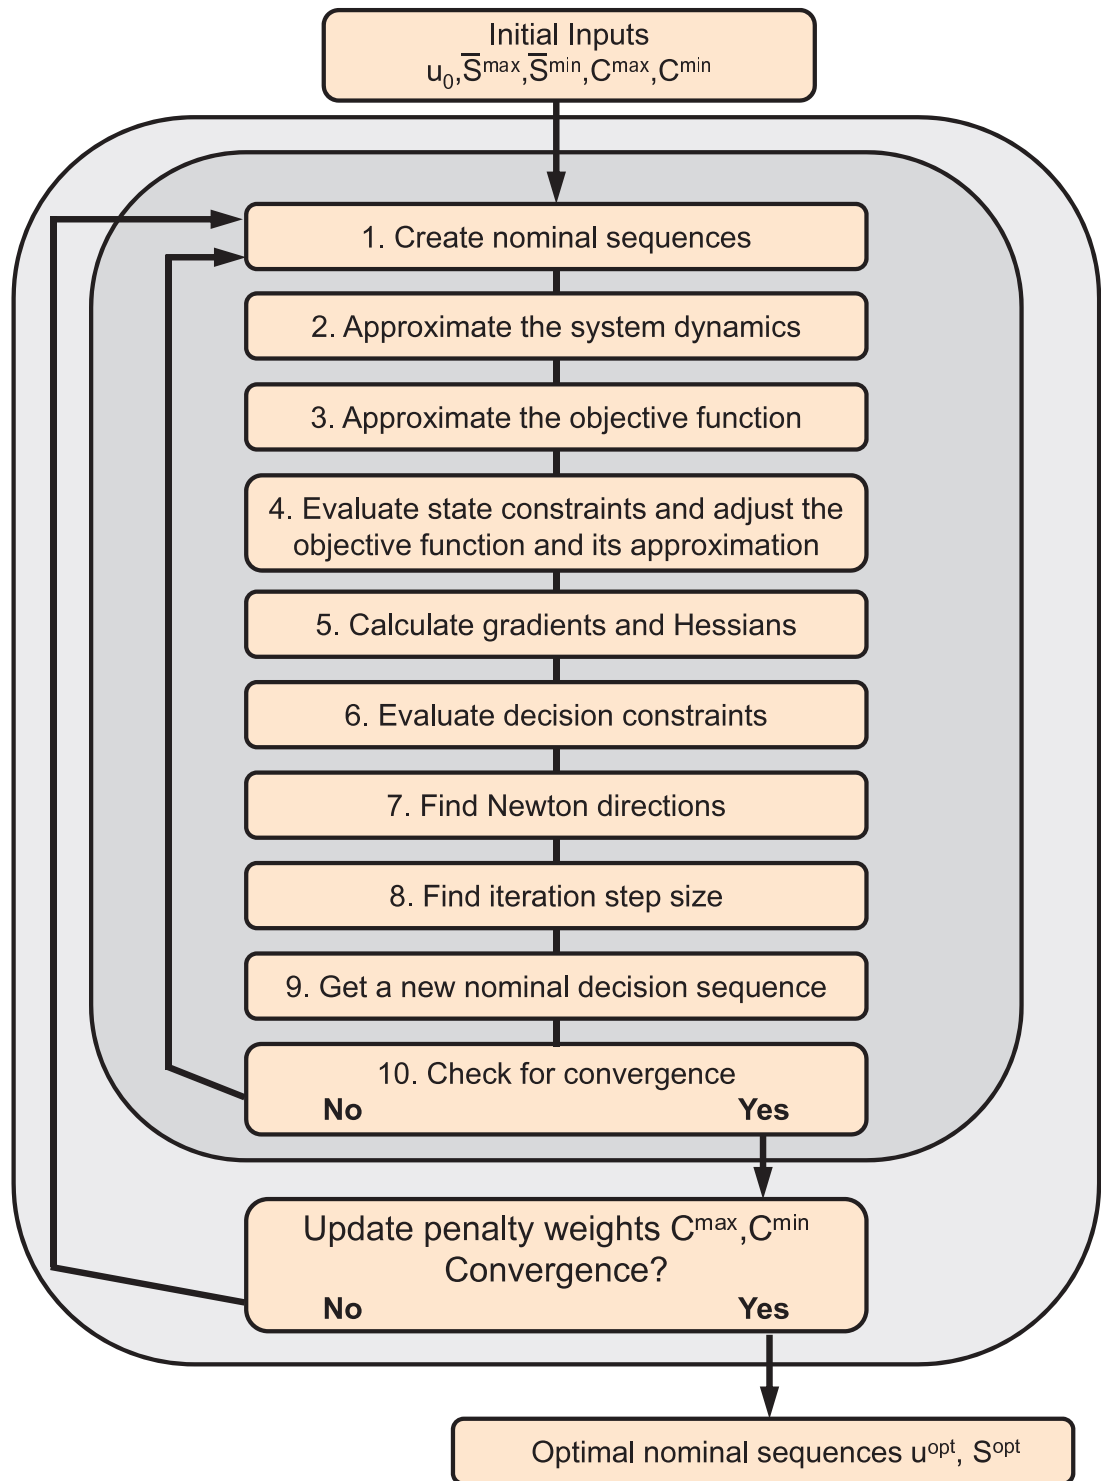 Initial Inputs
u₀,S̅ᵐᵃˣ,S̅ᵐⁱⁿ,Cᵐᵃˣ,Cᵐⁱⁿ
1. Create nominal sequences
2. Approximate the system dynamics
3. Approximate the objective function
4. Evaluate state constraints and adjust the
objective function and its approximation
5. Calculate gradients and Hessians
6. Evaluate decision constraints
7. Find Newton directions
8. Find iteration step size
9. Get a new nominal decision sequence
10. Check for convergence
No Yes
Update penalty weights Cᵐᵃˣ,Cᵐⁱⁿ
Convergence?
No Yes
Optimal nominal sequences uᵒᵖᵗ, Sᵒᵖᵗ